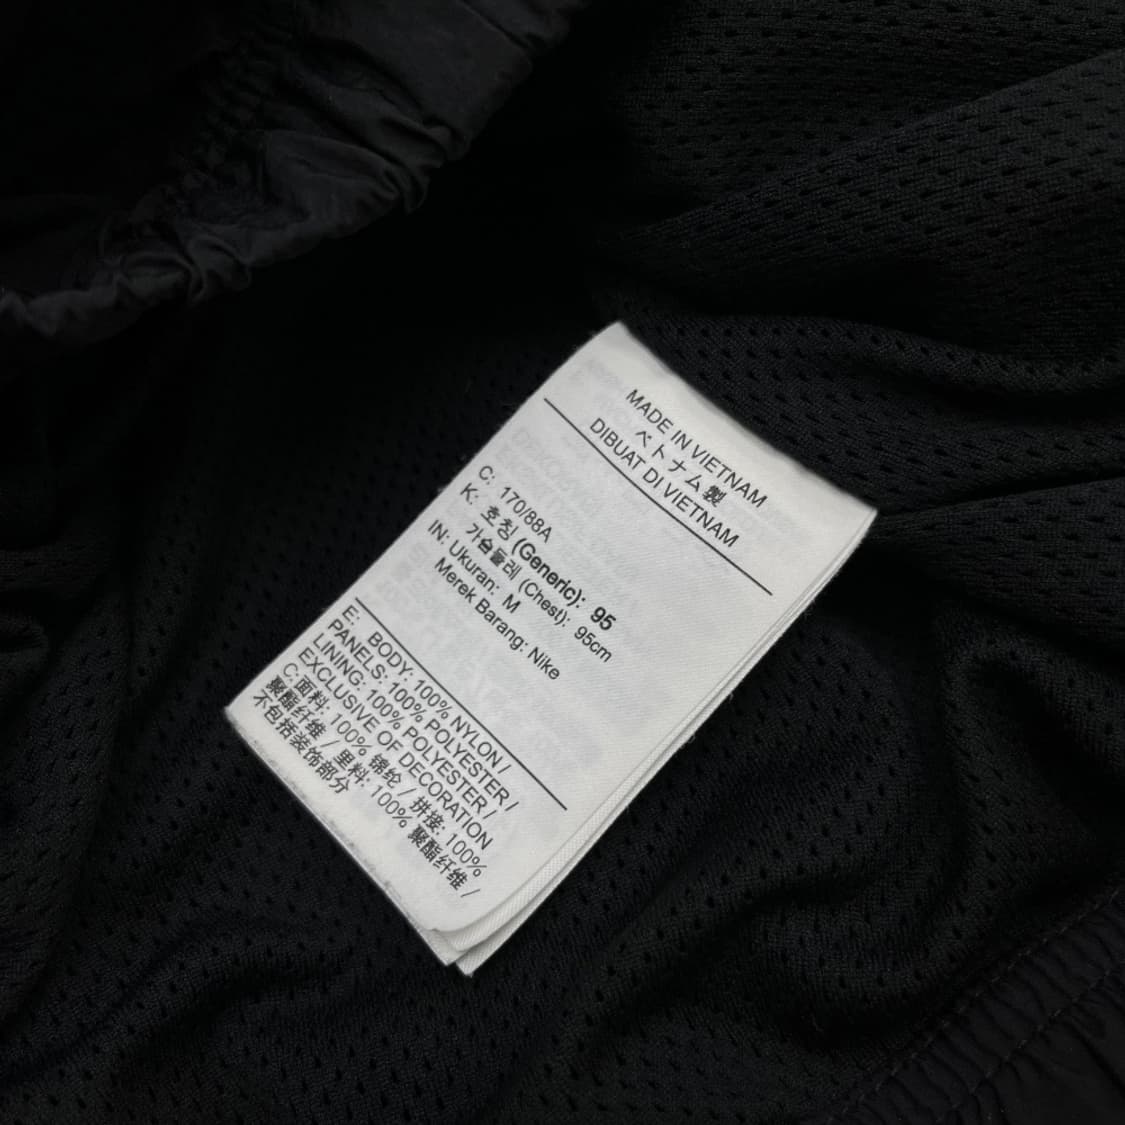 MADE IN VIETNAM
ベトナム製
DIBUAT DI VIETNAM
C: 170/88A
K: 호칭 (Generic): 95
가슴둘레 (Chest): 95cm
IN: Ukuran: M
Merek Barang: Nike
E: BODY: 100% NYLON /
PANELS: 100% POLYESTER /
LINING: 100% POLYESTER /
EXCLUSIVE OF DECORATION
C: 面料: 100% 锦纶 / 拼接: 100%
聚酯纤维 / 里料: 100% 聚酯纤维 /
不包括装饰部分